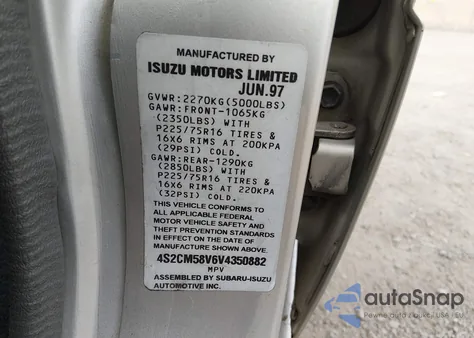 MANUFACTURED BY
ISUZU MOTORS LIMITED
JUN.97
GVWR:2270KG(5000LBS)
GAWR:FRONT-1065KG
(2350LBS) WITH
P225/75R16 TIRES &
16x6 RIMS AT 200KPA
(29PSI) COLD.
GAWR:REAR-1290KG
(2850LBS) WITH
P225/75R16 TIRES &
16x6 RIMS AT 220KPA
(32PSI) COLD.
THIS VEHICLE CONFORMS TO
ALL APPLICABLE FEDERAL
MOTOR VEHICLE SAFETY AND
THEFT PREVENTION STANDARDS
IN EFFECT ON THE DATE OF
MANUFACTURE SHOWN ABOVE.
4S2CM58V6V4350882
MPV
ASSEMBLED BY SUBARU-ISUZU
AUTOMOTIVE INC.
autoSnap